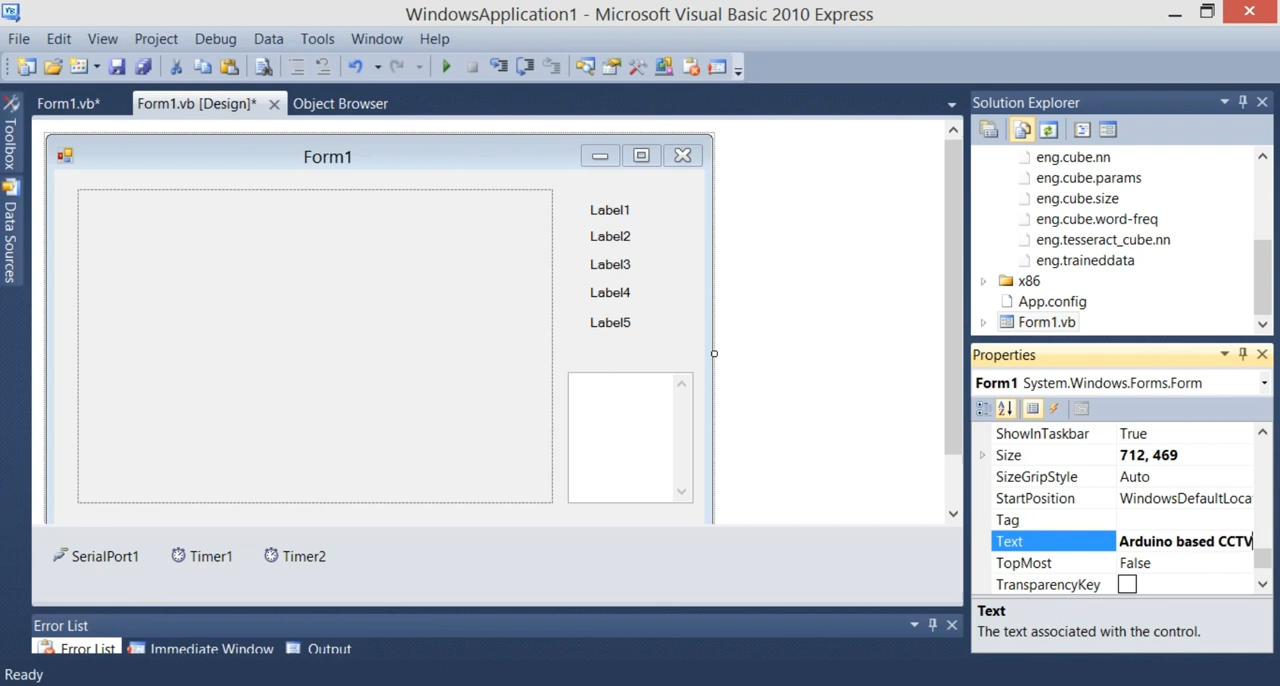 WindowsApplication1 - Microsoft Visual Basic 2010 Express
File Edit View Project Debug Data Tools Window Help
Form1.vb* Form1.vb [Design]* Object Browser
Toolbox
Data Sources
Form1
Label1
Label2
Label3
Label4
Label5
SerialPort1 Timer1 Timer2
Solution Explorer
eng.cube.nn
eng.cube.params
eng.cube.size
eng.cube.word-freq
eng.tesseract_cube.nn
eng.traineddata
x86
App.config
Form1.vb
Properties
Form1 System.Windows.Forms.Form
ShowInTaskbar True
Size 712, 469
SizeGripStyle Auto
StartPosition WindowsDefaultLoca
Tag
Text Arduino based CCTV
TopMost False
TransparencyKey
Text
The text associated with the control.
Error List
Error List Immediate Window Output
Ready